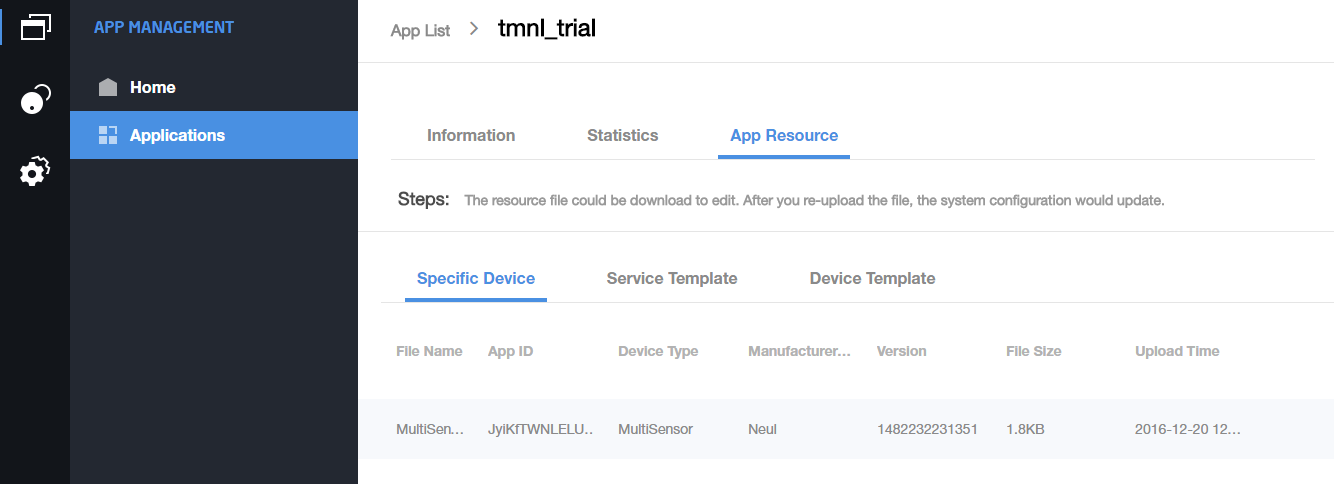 APP MANAGEMENT
Home
Applications
App List > tmnl_trial
Information Statistics App Resource
Steps: The resource file could be download to edit. After you re-upload the file, the system configuration would update.
Specific Device Service Template Device Template
File Name App ID Device Type Manufacturer... Version File Size Upload Time
MultiSen... JyiKfTWNLELU.. MultiSensor Neul 1482232231351 1.8KB 2016-12-20 12...